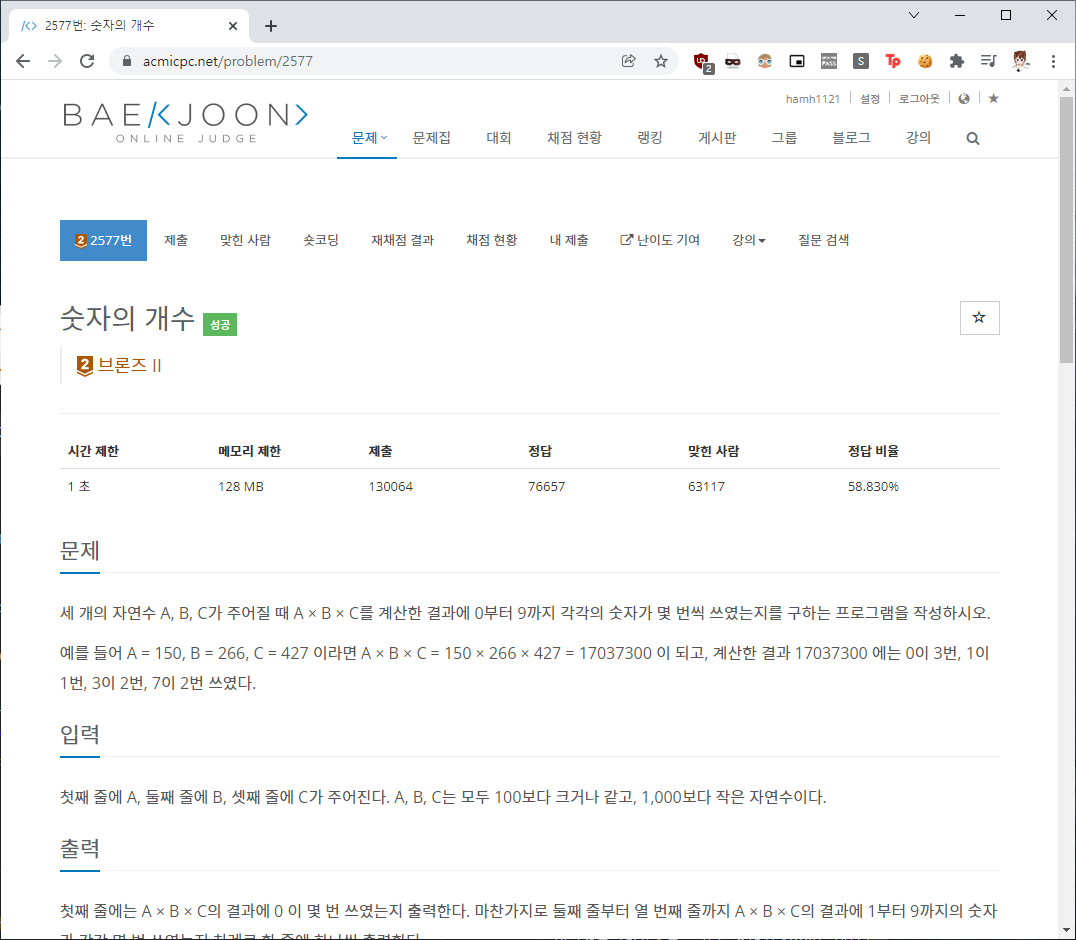 2577번: 숫자의 개수
acmicpc.net/problem/2577
2
PASS
S
Tp
hamh1121 설정 로그아웃
BAEKJOON>
ONLINE JUDGE
문제 문제집 대회 채점 현황 랭킹 게시판 그룹 블로그 강의
2 2577번 제출 맞힌 사람 숏코딩 재채점 결과 채점 현황 내 제출 난이도 기여 강의 질문 검색
숫자의 개수 성공
2 브론즈 II
시간 제한 메모리 제한 제출 정답 맞힌 사람 정답 비율
1 초 128 MB 130064 76657 63117 58.830%
문제
세 개의 자연수 A, B, C가 주어질 때 A × B × C를 계산한 결과에 0부터 9까지 각각의 숫자가 몇 번씩 쓰였는지를 구하는 프로그램을 작성하시오.
예를 들어 A = 150, B = 266, C = 427 이라면 A × B × C = 150 × 266 × 427 = 17037300 이 되고, 계산한 결과 17037300 에는 0이 3번, 1이
1번, 3이 2번, 7이 2번 쓰였다.
입력
첫째 줄에 A, 둘째 줄에 B, 셋째 줄에 C가 주어진다. A, B, C는 모두 100보다 크거나 같고, 1,000보다 작은 자연수이다.
출력
첫째 줄에는 A × B × C의 결과에 0 이 몇 번 쓰였는지 출력한다. 마찬가지로 둘째 줄부터 열 번째 줄까지 A × B × C의 결과에 1부터 9까지의 숫자